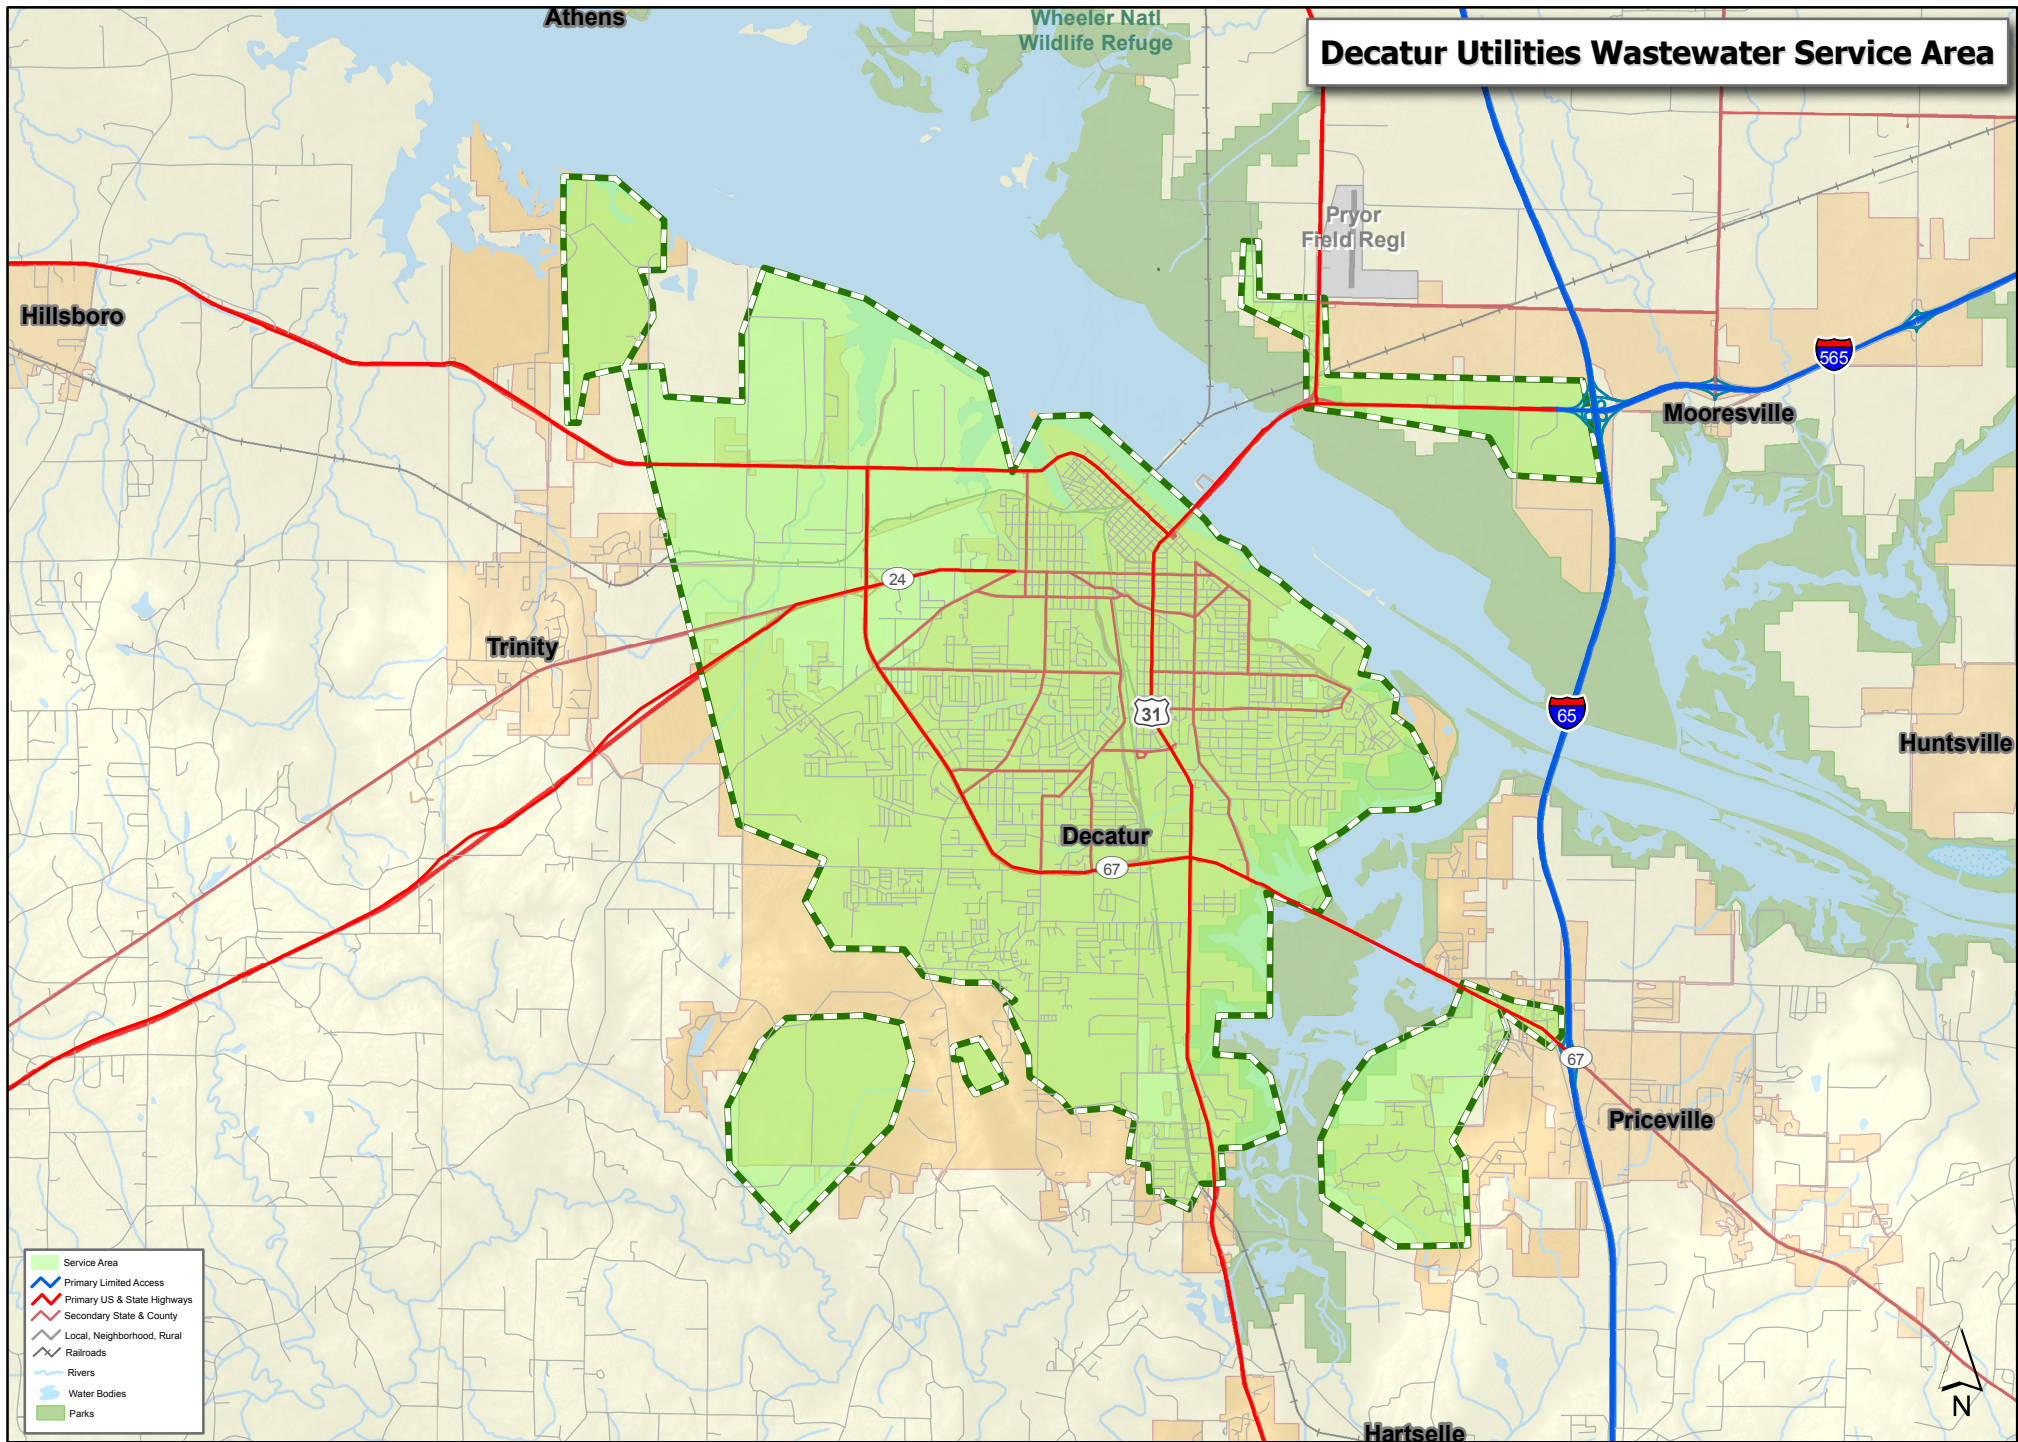 Athens
Wheeler Natl
Wildlife Refuge
Decatur Utilities Wastewater Service Area
Pryor
Field Regl
Hillsboro
565
Mooresville
24
Trinity
31
65
Huntsville
Decatur
67
67
Priceville
Service Area
Primary Limited Access
Primary US & State Highways
Secondary State & County
Local, Neighborhood, Rural
Railroads
Rivers
Water Bodies
Parks
N
Hartselle